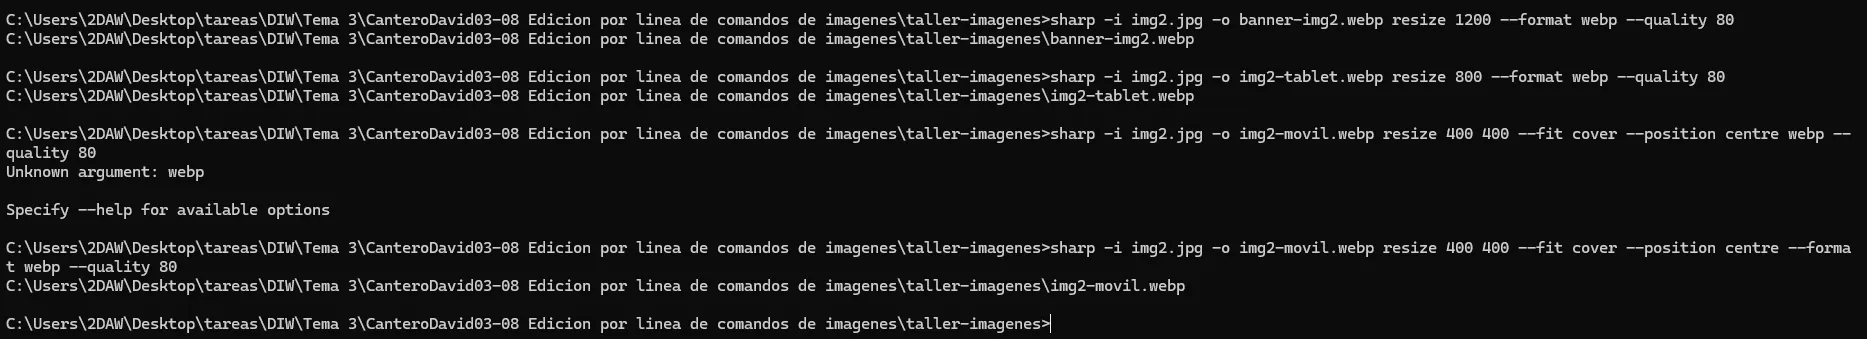 C:\Users\2DAW\Desktop\tareas\DIW\Tema 3\CanteroDavid03-08 Edicion por linea de comandos de imagenes\taller-imagenes>sharp -i img2.jpg -o banner-img2.webp resize 1200 --format webp --quality 80
C:\Users\2DAW\Desktop\tareas\DIW\Tema 3\CanteroDavid03-08 Edicion por linea de comandos de imagenes\taller-imagenes\banner-img2.webp
C:\Users\2DAW\Desktop\tareas\DIW\Tema 3\CanteroDavid03-08 Edicion por linea de comandos de imagenes\taller-imagenes>sharp -i img2.jpg -o img2-tablet.webp resize 800 --format webp --quality 80
C:\Users\2DAW\Desktop\tareas\DIW\Tema 3\CanteroDavid03-08 Edicion por linea de comandos de imagenes\taller-imagenes\img2-tablet.webp
C:\Users\2DAW\Desktop\tareas\DIW\Tema 3\CanteroDavid03-08 Edicion por linea de comandos de imagenes\taller-imagenes>sharp -i img2.jpg -o img2-movil.webp resize 400 400 --fit cover --position centre webp --
quality 80
Unknown argument: webp
Specify --help for available options
C:\Users\2DAW\Desktop\tareas\DIW\Tema 3\CanteroDavid03-08 Edicion por linea de comandos de imagenes\taller-imagenes>sharp -i img2.jpg -o img2-movil.webp resize 400 400 --fit cover --position centre --forma
t webp --quality 80
C:\Users\2DAW\Desktop\tareas\DIW\Tema 3\CanteroDavid03-08 Edicion por linea de comandos de imagenes\taller-imagenes\img2-movil.webp
C:\Users\2DAW\Desktop\tareas\DIW\Tema 3\CanteroDavid03-08 Edicion por linea de comandos de imagenes\taller-imagenes>